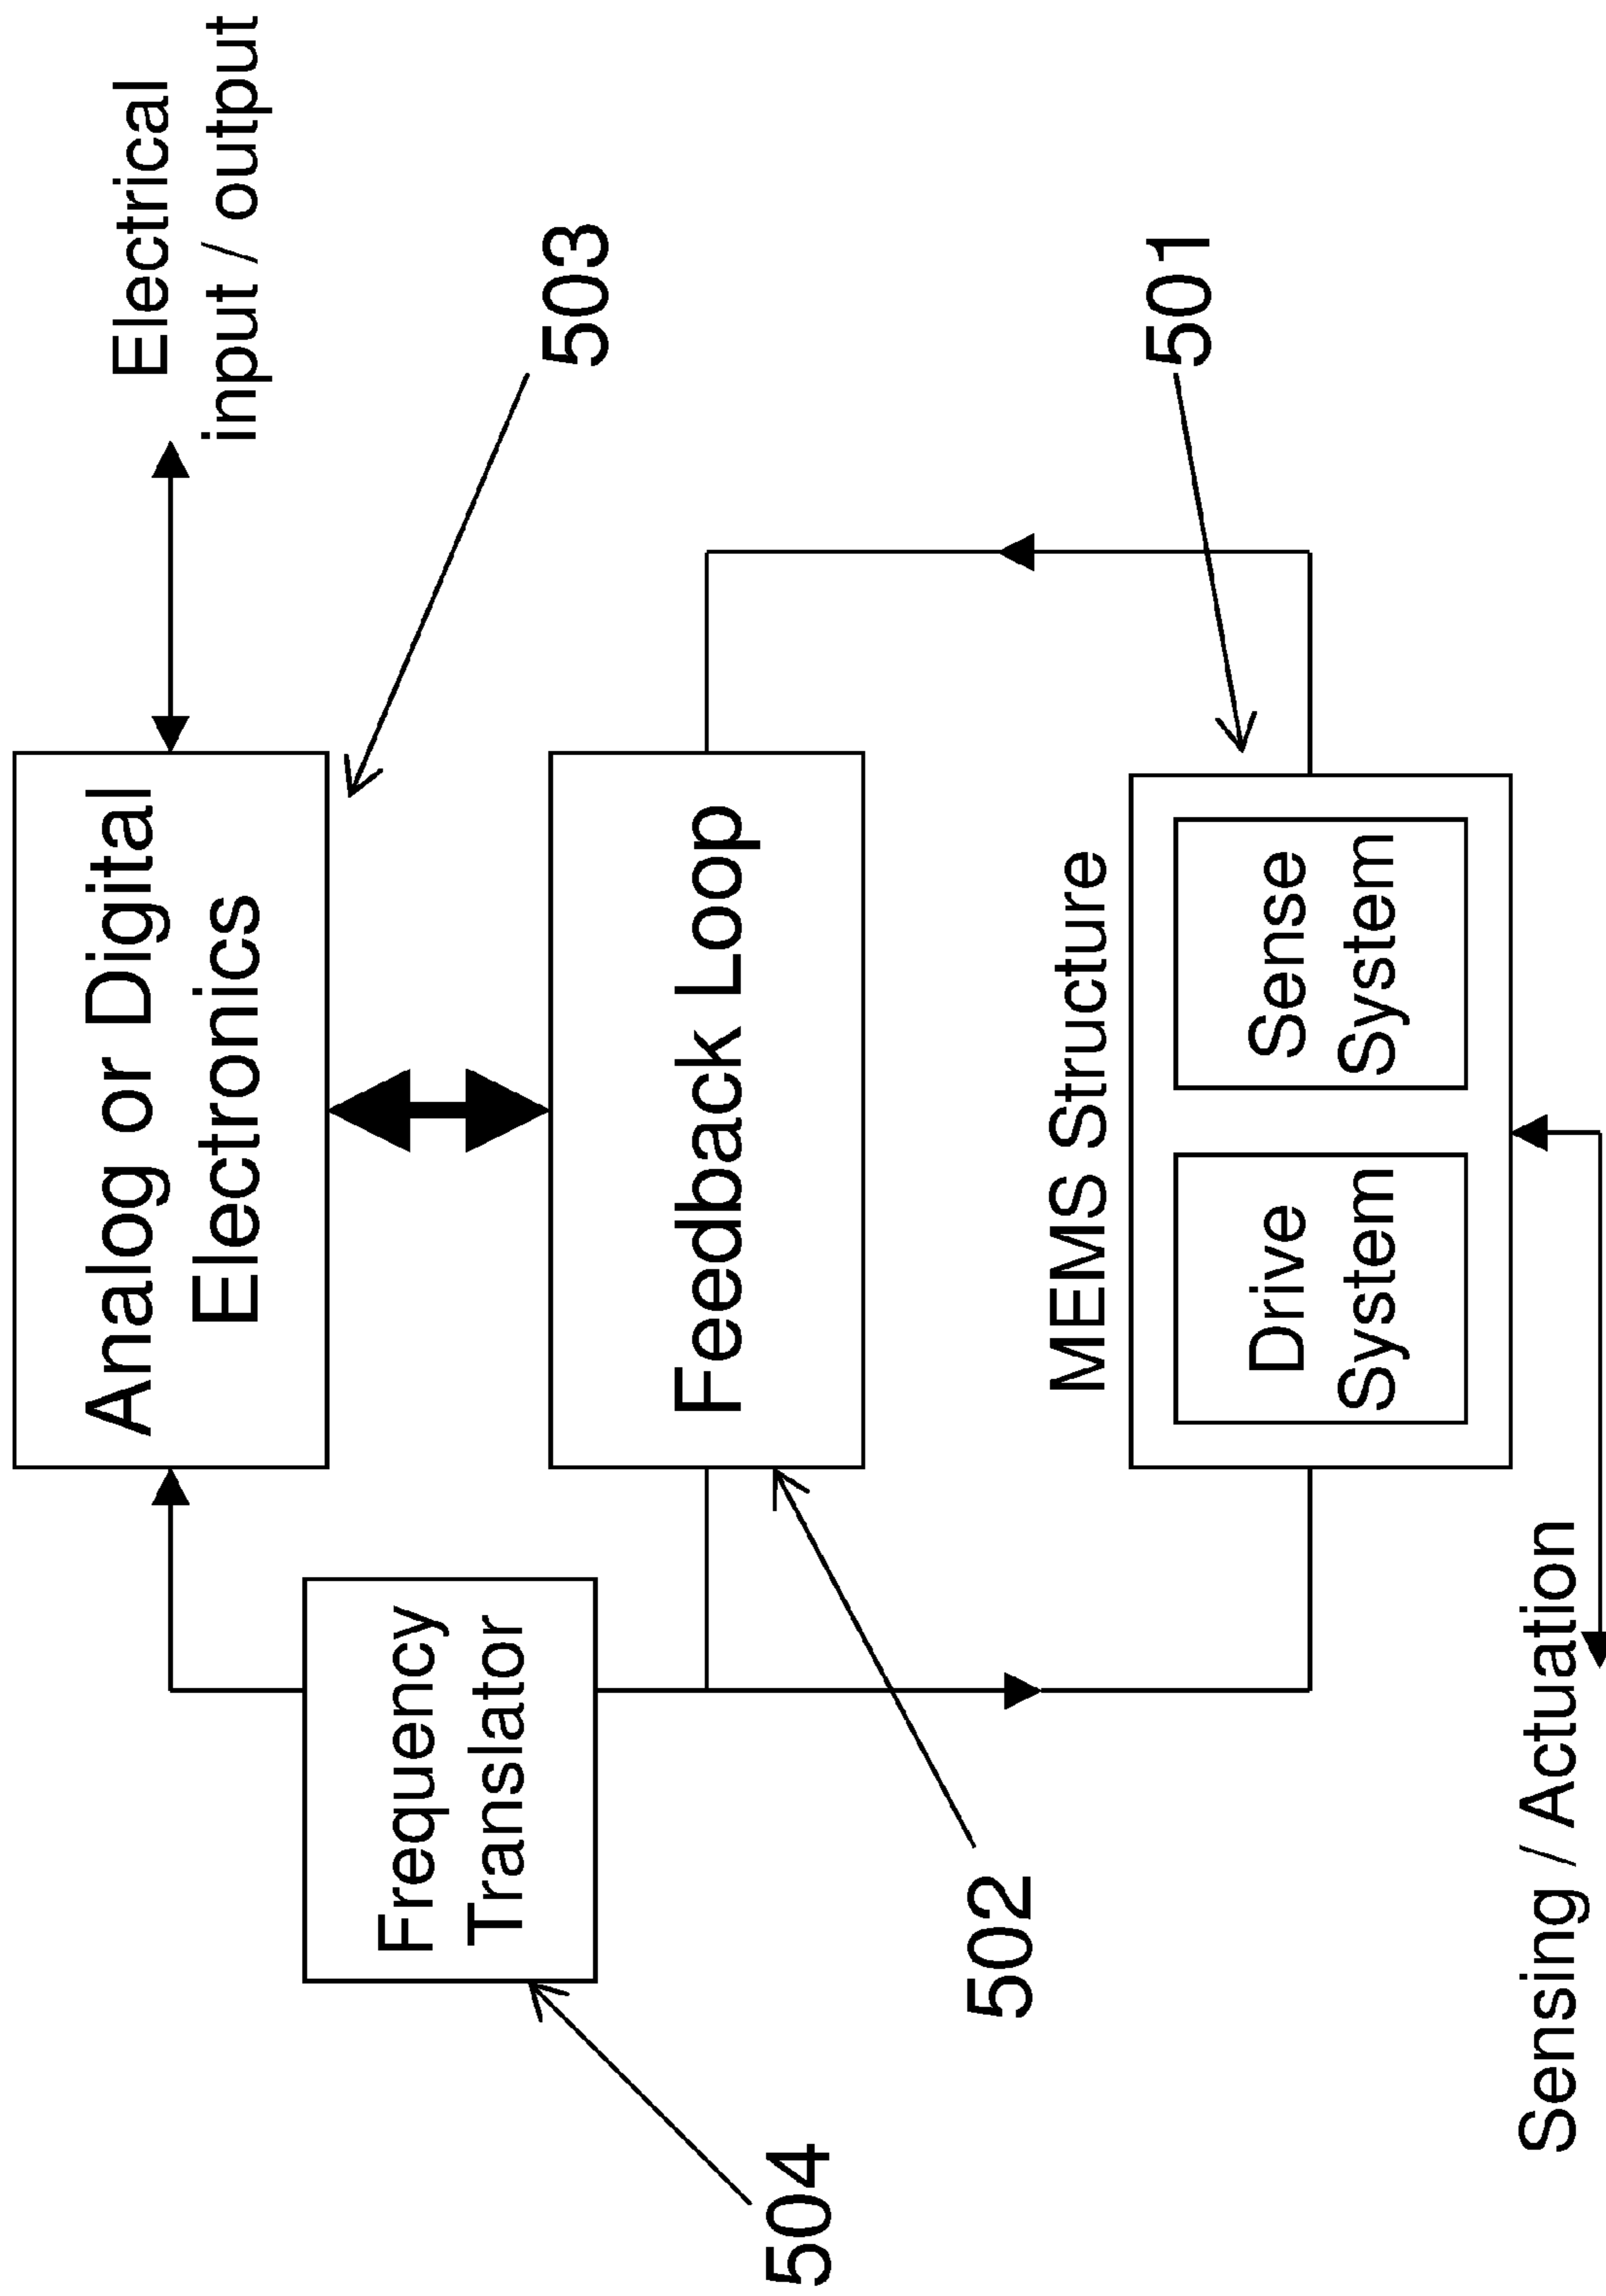 Electrical
input / output
Analog or Digital
Electronics
503
Frequency
Translator
504
Feedback Loop
502
MEMS Structure
501
Drive
System
Sense
System
Sensing / Actuation